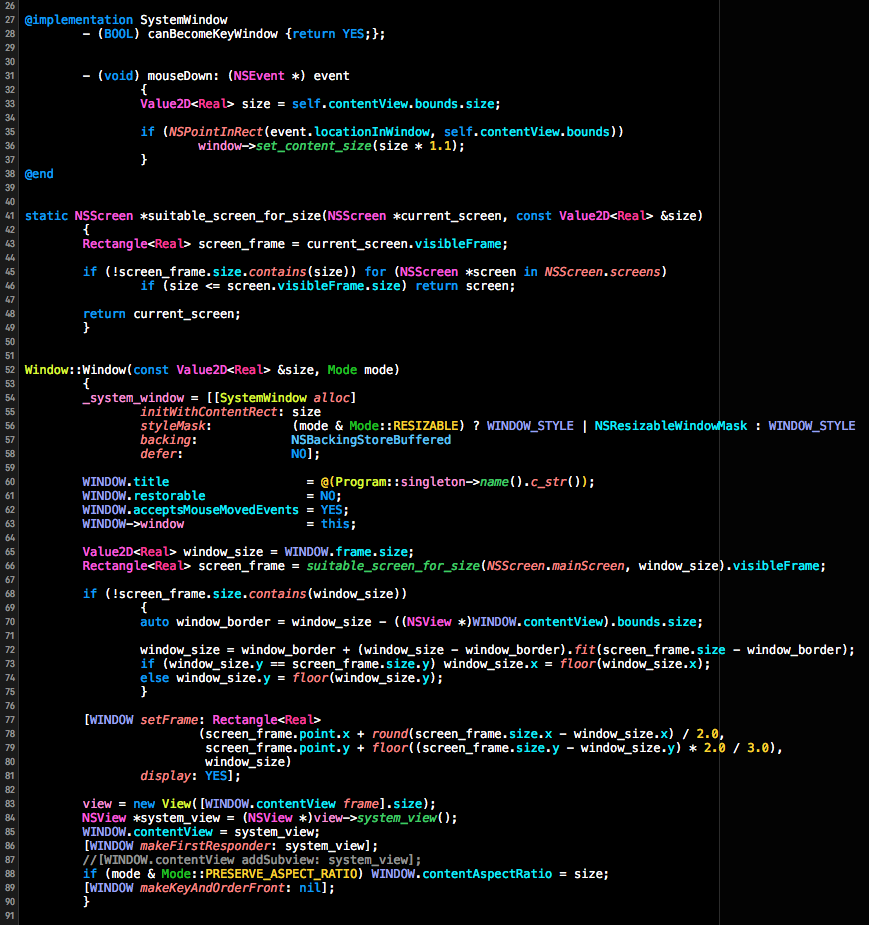 26
27 @implementation SystemWindow
28         - (BOOL) canBecomeKeyWindow {return YES;};
29
30
31         - (void) mouseDown: (NSEvent *) event
32                 {
33                 Value2D<Real> size = self.contentView.bounds.size;
34
35                 if (NSPointInRect(event.locationInWindow, self.contentView.bounds))
36                         window->set_content_size(size * 1.1);
37                 }
38 @end
39
40
41 static NSScreen *suitable_screen_for_size(NSScreen *current_screen, const Value2D<Real> &size)
42         {
43         Rectangle<Real> screen_frame = current_screen.visibleFrame;
44
45         if (!screen_frame.size.contains(size)) for (NSScreen *screen in NSScreen.screens)
46                 if (size <= screen.visibleFrame.size) return screen;
47
48         return current_screen;
49         }
50
51
52 Window::Window(const Value2D<Real> &size, Mode mode)
53         {
54         _system_window = [[SystemWindow alloc]
55                 initWithContentRect: size
56                 styleMask:           (mode & Mode::RESIZABLE) ? WINDOW_STYLE | NSResizableWindowMask : WINDOW_STYLE
57                 backing:             NSBackingStoreBuffered
58                 defer:               NO];
59
60         WINDOW.title                   = @(Program::singleton->name().c_str());
61         WINDOW.restorable              = NO;
62         WINDOW.acceptsMouseMovedEvents = YES;
63         WINDOW->window                 = this;
64
65         Value2D<Real> window_size = WINDOW.frame.size;
66         Rectangle<Real> screen_frame = suitable_screen_for_size(NSScreen.mainScreen, window_size).visibleFrame;
67
68         if (!screen_frame.size.contains(window_size))
69                 {
70                 auto window_border = window_size - ((NSView *)WINDOW.contentView).bounds.size;
71
72                 window_size = window_border + (window_size - window_border).fit(screen_frame.size - window_border);
73                 if (window_size.y == screen_frame.size.y) window_size.x = floor(window_size.x);
74                 else window_size.y = floor(window_size.y);
75                 }
76
77         [WINDOW setFrame: Rectangle<Real>
78                         (screen_frame.point.x + round(screen_frame.size.x - window_size.x) / 2.0,
79                          screen_frame.point.y + floor((screen_frame.size.y - window_size.y) * 2.0 / 3.0),
80                          window_size)
81                 display: YES];
82
83         view = new View([WINDOW.contentView frame].size);
84         NSView *system_view = (NSView *)view->system_view();
85         WINDOW.contentView = system_view;
86         [WINDOW makeFirstResponder: system_view];
87         //[WINDOW.contentView addSubview: system_view];
88         if (mode & Mode::PRESERVE_ASPECT_RATIO) WINDOW.contentAspectRatio = size;
89         [WINDOW makeKeyAndOrderFront: nil];
90         }
91